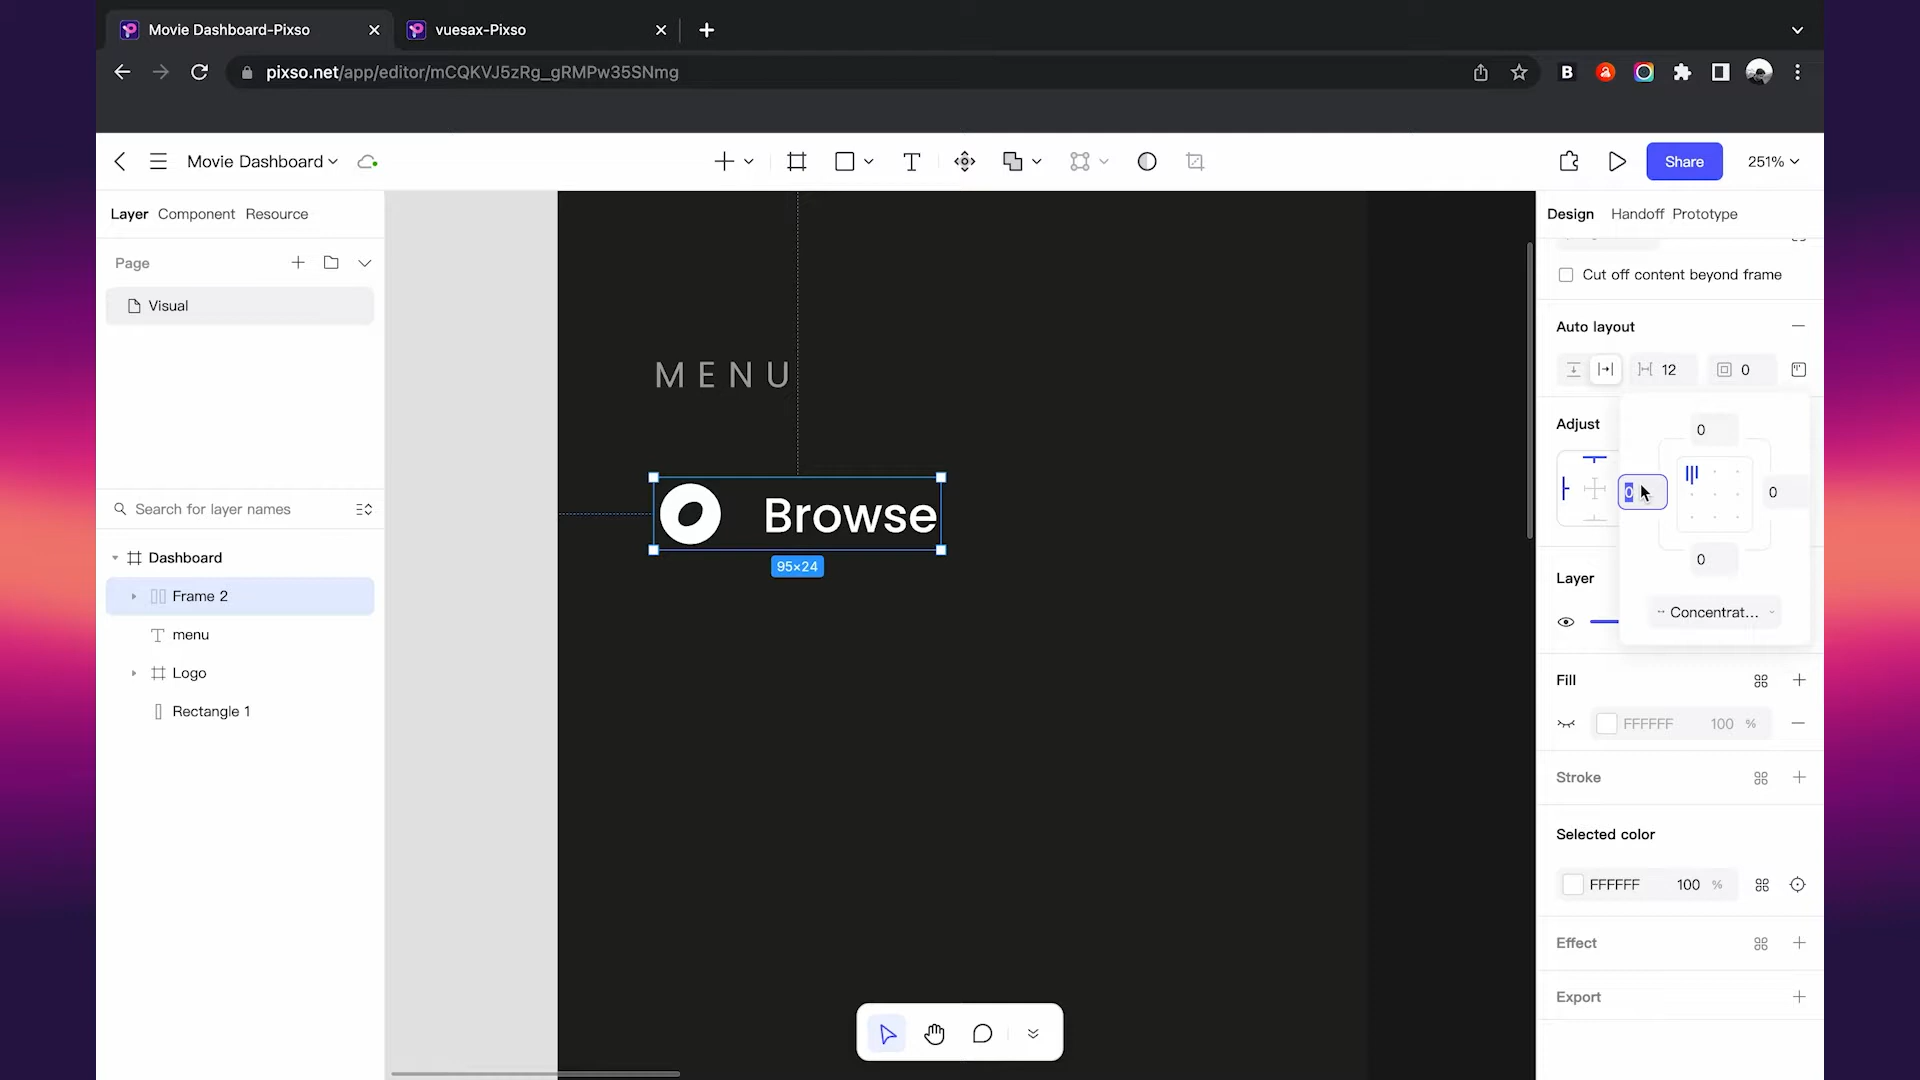 Movie Dashboard-Pixso
vuesax-Pixso
pixso.net/app/editor/mCQKVJ5zRg_gRMPw35SNmg
B
Movie Dashboard
T
Share
251%
Layer Component Resource
Design Handoff Prototype
Page
Visual
Cut off content beyond frame
Auto layout
12
0
Adjust
0
0
0
0
Concentrat...
MENU
Browse
95×24
Search for layer names
Dashboard
Frame 2
menu
Logo
Rectangle 1
Layer
Fill
FFFFFF 100 %
Stroke
Selected color
FFFFFF 100 %
Effect
Export